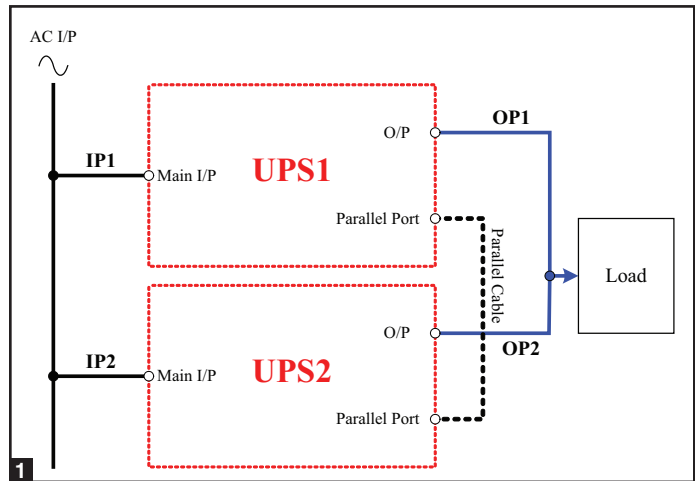 AC I/P
OP1
O/P
IP1
Main I/P
UPS1
Parallel Port
Parallel Cable
Load
O/P
OP2
IP2
Main I/P
UPS2
Parallel Port
1